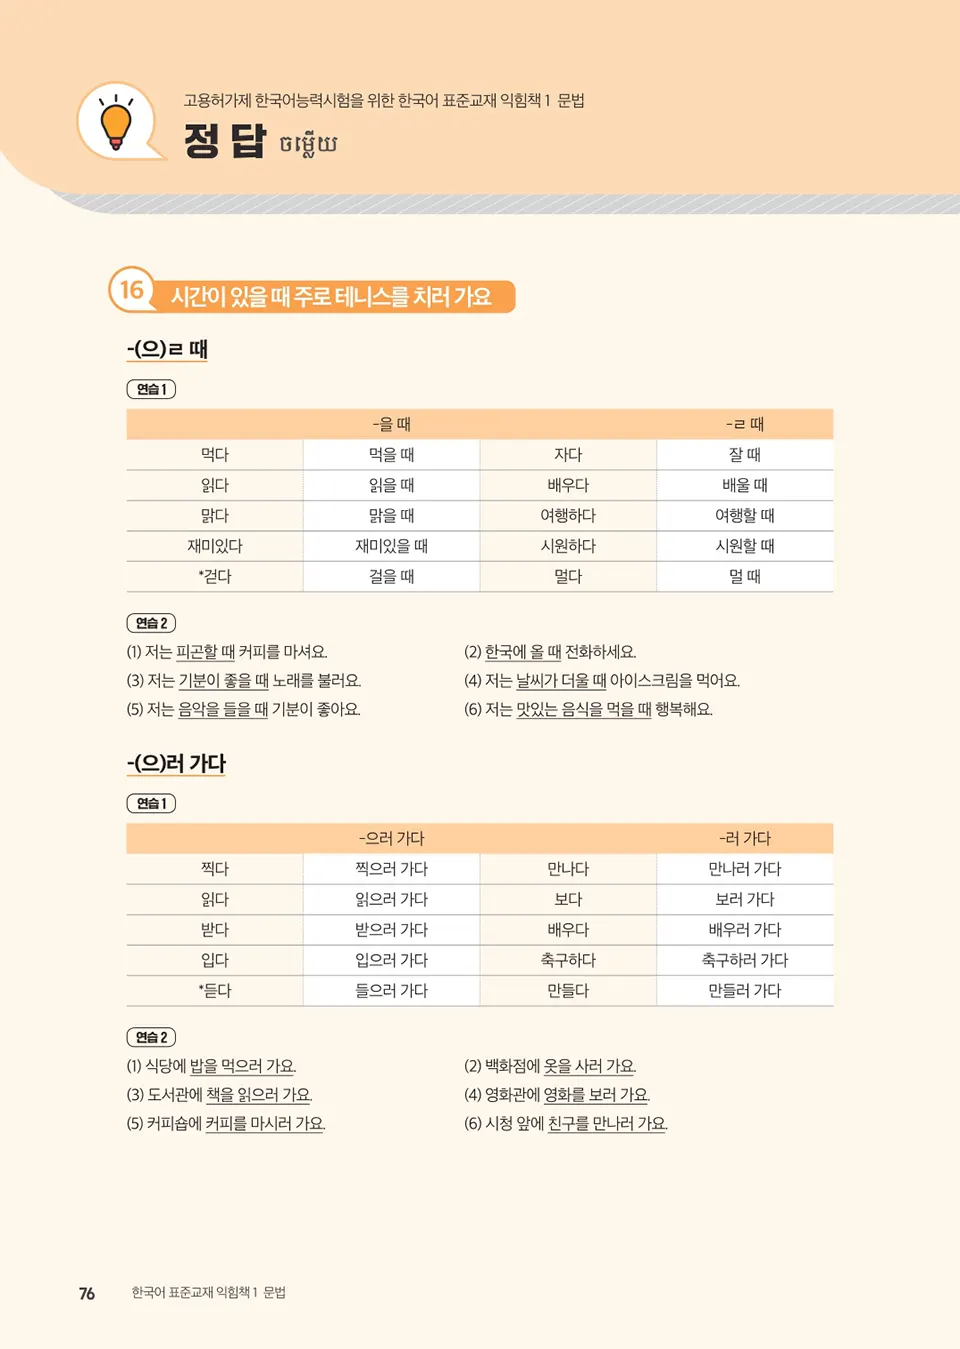 고용허가제 한국어능력시험을 위한 한국어 표준교재 익힘책 1 문법
정답 ចម្លើយ
16 시간이 있을 때 주로 테니스를 치러 가요
-(으)ㄹ 때
연습 1
-을 때 -ㄹ 때
먹다 먹을 때 자다 잘 때
읽다 읽을 때 배우다 배울 때
맑다 맑을 때 여행하다 여행할 때
재미있다 재미있을 때 시원하다 시원할 때
*걷다 걸을 때 멀다 멀 때
연습 2
(1) 저는 피곤할 때 커피를 마셔요. (2) 한국에 올 때 전화하세요.
(3) 저는 기분이 좋을 때 노래를 불러요. (4) 저는 날씨가 더울 때 아이스크림을 먹어요.
(5) 저는 음악을 들을 때 기분이 좋아요. (6) 저는 맛있는 음식을 먹을 때 행복해요.
-(으)러 가다
연습 1
-으러 가다 -러 가다
찍다 찍으러 가다 만나다 만나러 가다
읽다 읽으러 가다 보다 보러 가다
받다 받으러 가다 배우다 배우러 가다
입다 입으러 가다 축구하다 축구하러 가다
*듣다 들으러 가다 만들다 만들러 가다
연습 2
(1) 식당에 밥을 먹으러 가요. (2) 백화점에 옷을 사러 가요.
(3) 도서관에 책을 읽으러 가요. (4) 영화관에 영화를 보러 가요.
(5) 커피숍에 커피를 마시러 가요. (6) 시청 앞에 친구를 만나러 가요.
76 한국어 표준교재 익힘책 1 문법